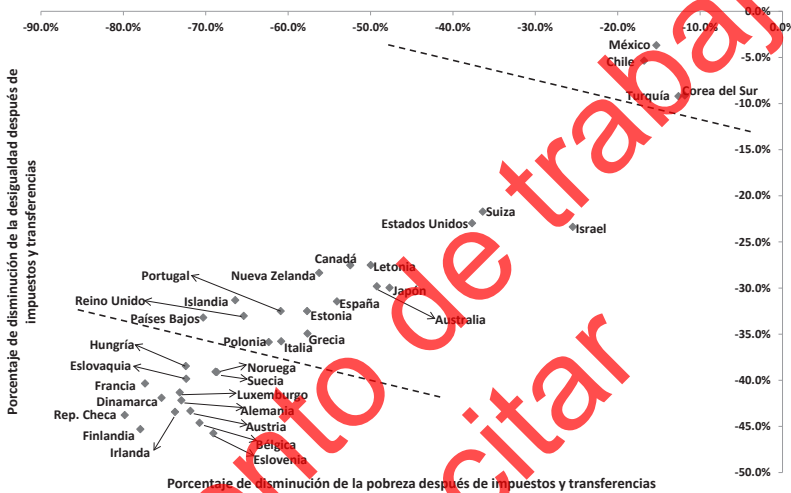 -90.0% -80.0% -70.0% -60.0% -50.0% -40.0% -30.0% -20.0% -10.0% 0.0%
0.0%
-5.0%
-10.0%
-15.0%
-20.0%
-25.0%
-30.0%
-35.0%
-40.0%
-45.0%
-50.0%
Porcentaje de disminución de la desigualdad después de
impuestos y transferencias
México
Chile
Turquía
Corea del Sur
Suiza
Estados Unidos
Israel
Canadá
Letonia
Nueva Zelanda
Portugal
Japón
Islandia
España
Reino Unido
Estonia
Australia
Países Bajos
Grecia
Polonia
Italia
Hungría
Noruega
Eslovaquia
Suecia
Francia
Luxemburgo
Dinamarca
Alemania
Rep. Checa
Austria
Finlandia
Bélgica
Irlanda
Eslovenia
Porcentaje de disminución de la pobreza después de impuestos y transferencias
ento de trabaj
citar